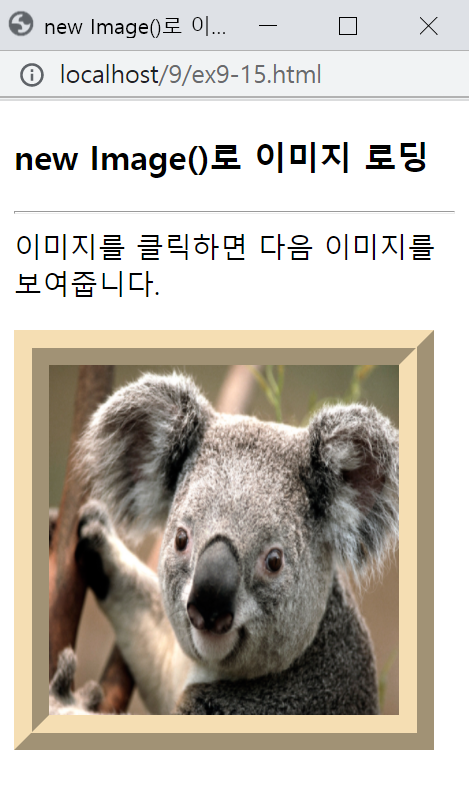 new Image()로 이...
localhost/9/ex9-15.html
new Image()로 이미지 로딩
이미지를 클릭하면 다음 이미지를
보여줍니다.